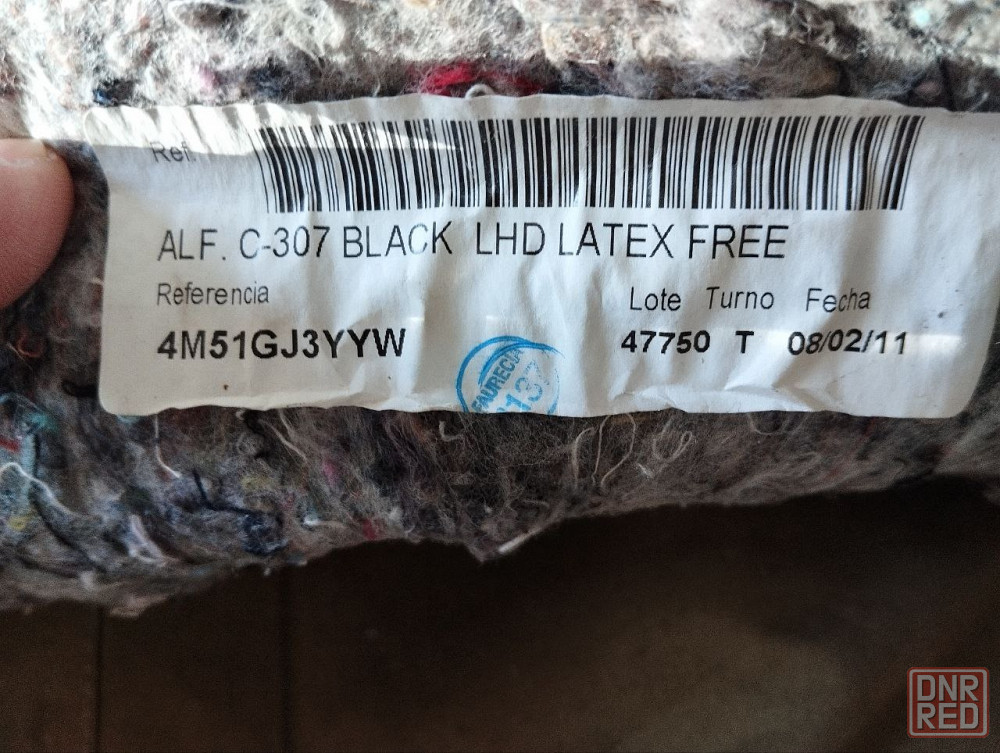 Ref.
ALF. C-307 BLACK LHD LATEX FREE
Referencia
Lote Turno Fecha
4M51GJ3YYW
47750 T 08/02/11
FAURECIA
137
DNR
RED